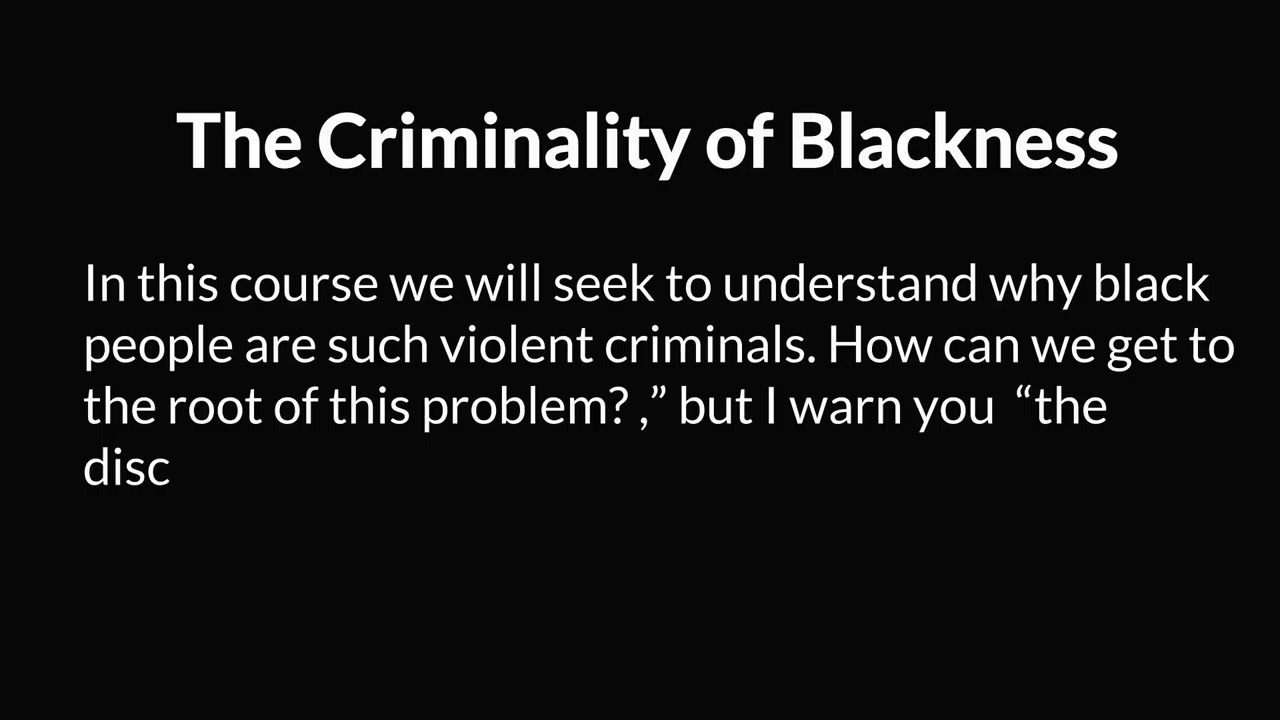 The Criminality of Blackness
In this course we will seek to understand why black
people are such violent criminals. How can we get to
the root of this problem? ,” but I warn you “the
disc